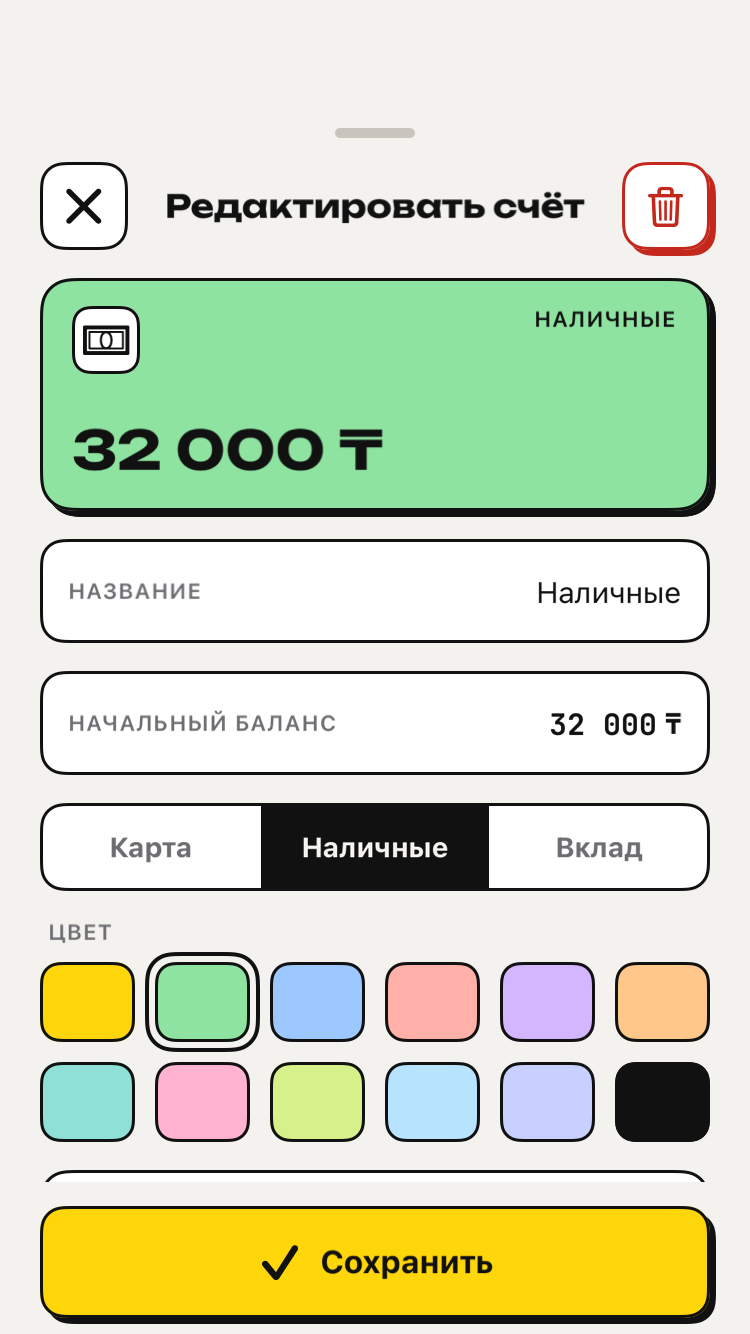 Редактировать счёт
НАЛИЧНЫЕ
32 000 ₸
НАЗВАНИЕ Наличные
НАЧАЛЬНЫЙ БАЛАНС 32 000 ₸
Карта Наличные Вклад
ЦВЕТ
Сохранить